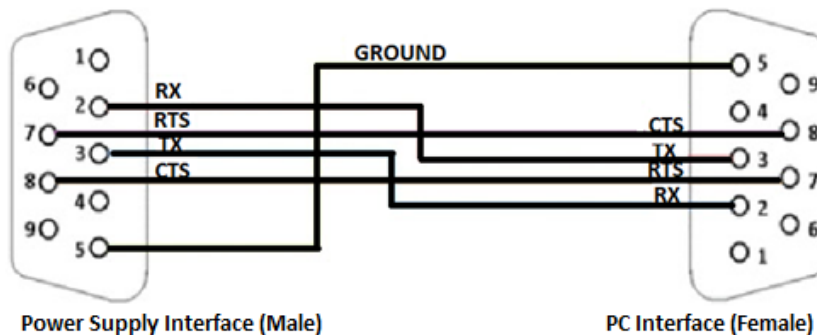 GROUND
1
5
6
9
RX
2
4
RTS
7
CTS
8
TX
3
TX
3
CTS
8
RTS
7
4
RX
2
9
6
5
1
Power Supply Interface (Male)
PC Interface (Female)